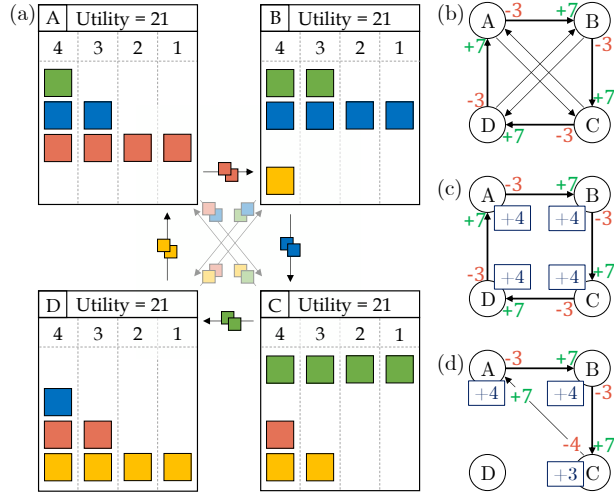 (a)
A Utility = 21
4 3 2 1
B Utility = 21
4 3 2 1
D Utility = 21
4 3 2 1
C Utility = 21
4 3 2 1
(b)
A -3 +7 B
+7 -3
-3 +7
D +7 -3 C
(c)
A -3 +7 B
+7 +4 +4 -3
-3 +4 +4 +7
D +7 -3 C
(d)
A -3 +7 B
+4 +7 +4 -3
-4 +7
D +3 C